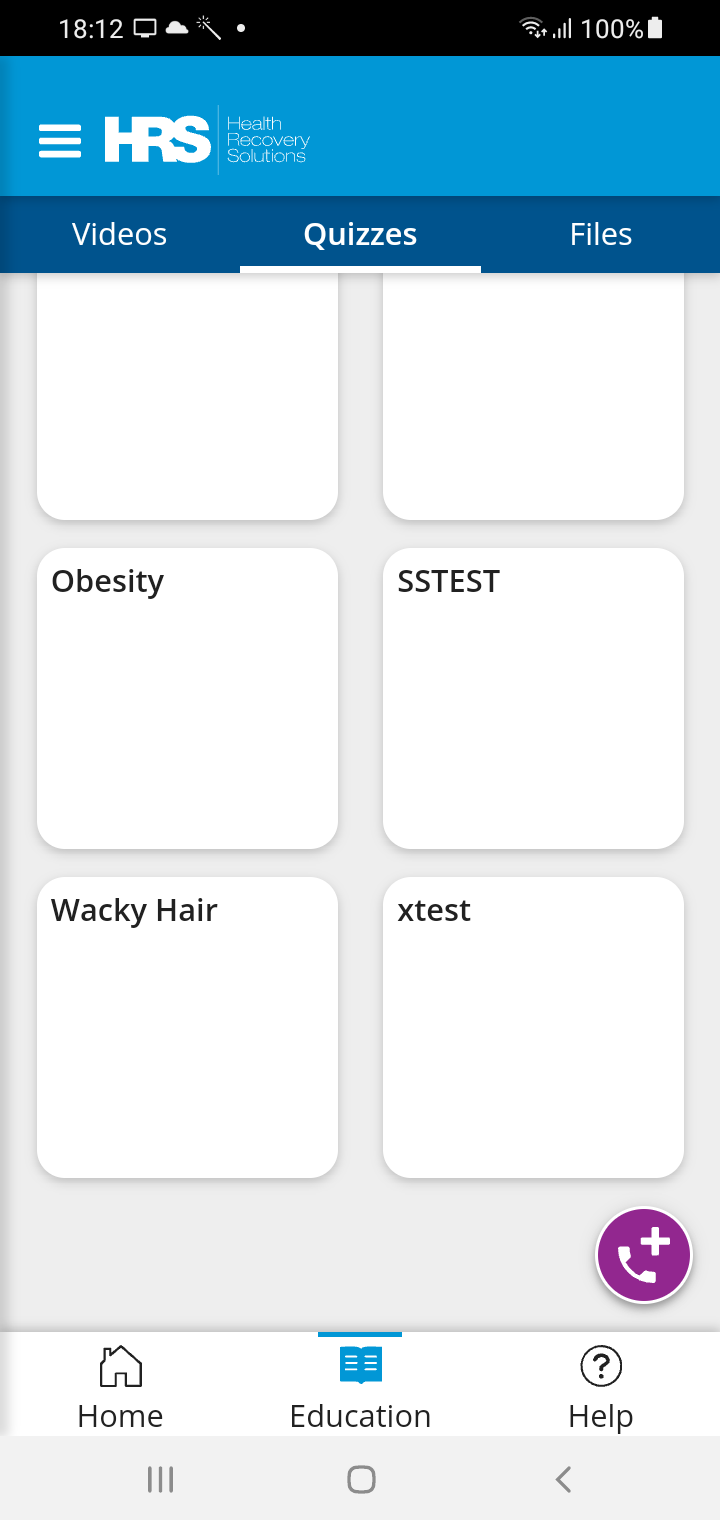 18:12 100%
HRS Health
Recovery
Solutions
Videos Quizzes Files
Obesity SSTEST
Wacky Hair xtest
Home Education Help